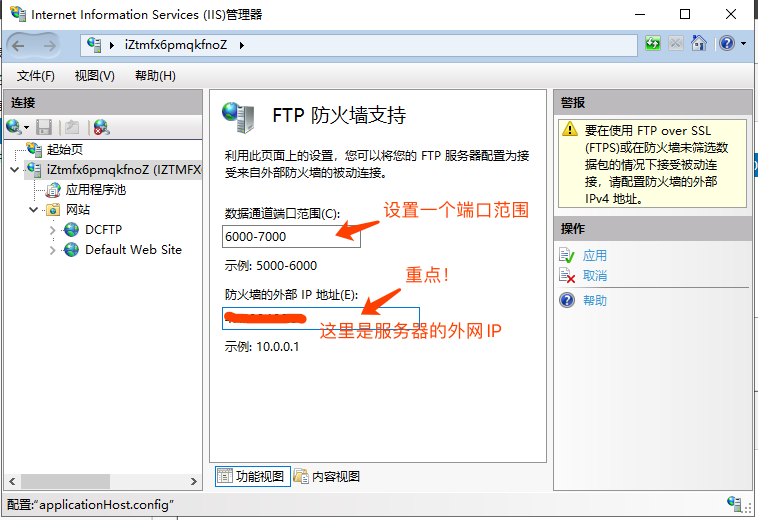 Internet Information Services (IIS)管理器
iZtmfx6pmqkfnoZ
文件(F) 视图(V) 帮助(H)
连接
起始页
iZtmfx6pmqkfnoZ (IZTMFX
应用程序池
网站
DCFTP
Default Web Site
FTP 防火墙支持
利用此页面上的设置，您可以将您的 FTP 服务器配置为接
受来自外部防火墙的被动连接。
数据通道端口范围(C):
设置一个端口范围
6000-7000
示例: 5000-6000
重点！
防火墙的外部 IP 地址(E):
这里是服务器的外网IP
示例: 10.0.0.1
功能视图 内容视图
警报
要在使用 FTP over SSL
(FTPS)或在防火墙未筛选数
据包的情况下接受被动连
接，请配置防火墙的外部
IPv4 地址。
操作
应用
取消
帮助
配置:“applicationHost.config”